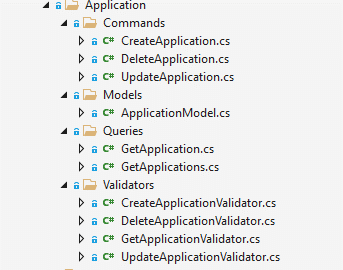 Application
Commands
C# CreateApplication.cs
C# DeleteApplication.cs
C# UpdateApplication.cs
Models
C# ApplicationModel.cs
Queries
C# GetApplication.cs
C# GetApplications.cs
Validators
C# CreateApplicationValidator.cs
C# DeleteApplicationValidator.cs
C# GetApplicationValidator.cs
C# UpdateApplicationValidator.cs